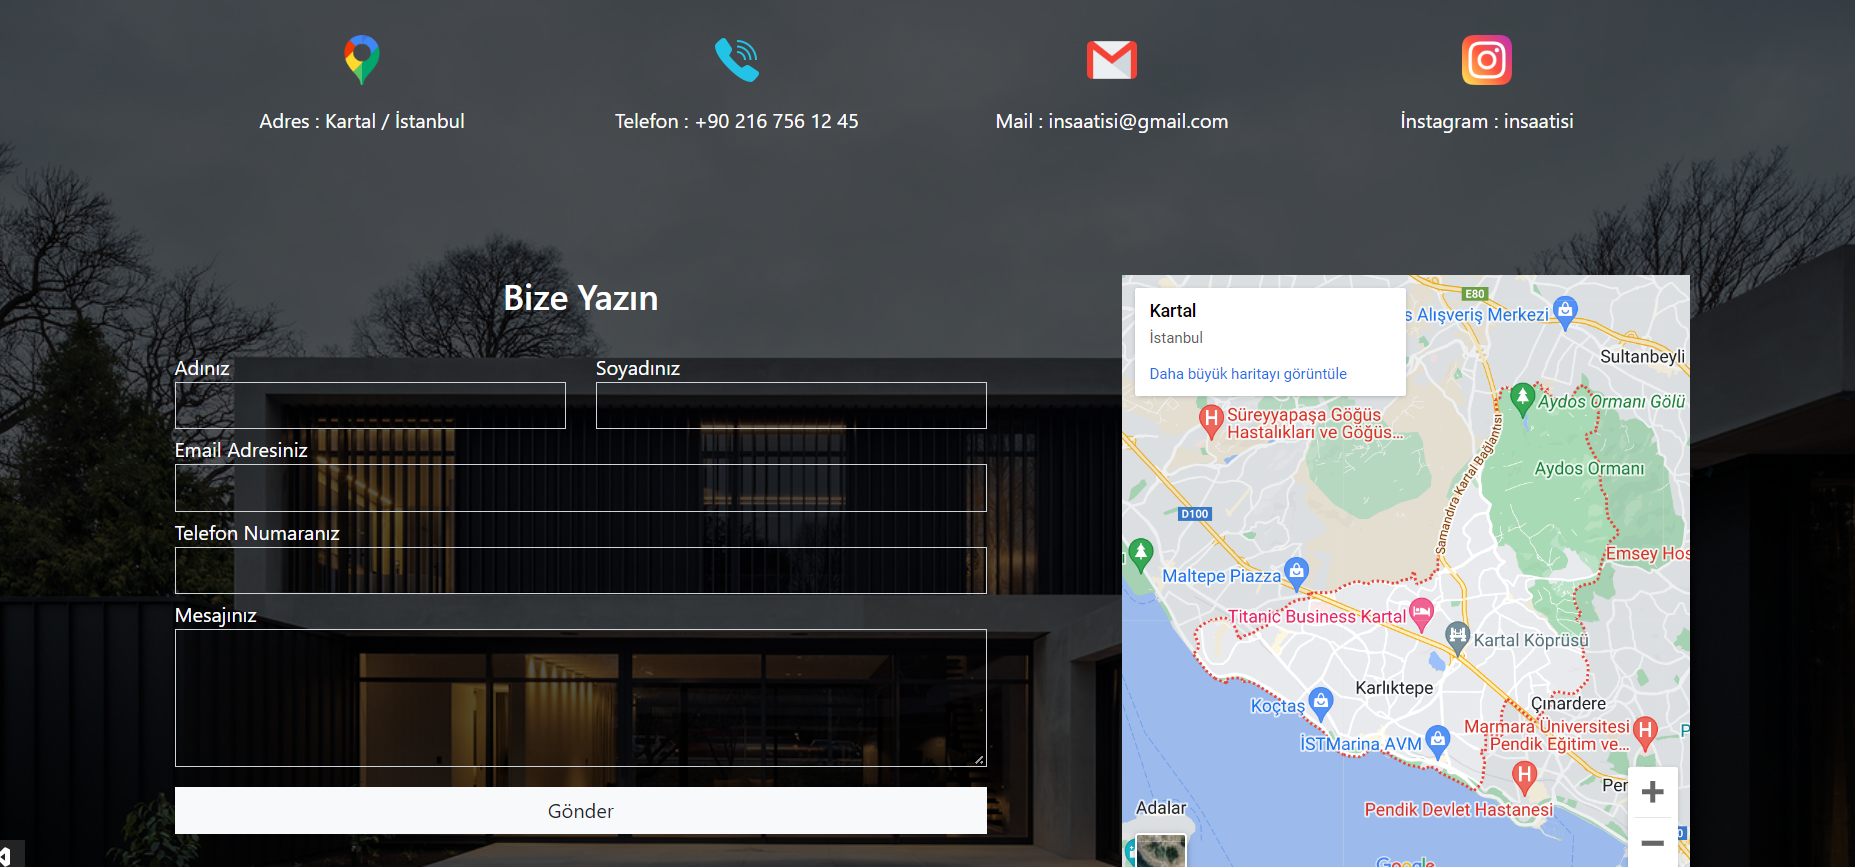 Adres : Kartal / İstanbul
Telefon : +90 216 756 12 45
Mail : insaatisi@gmail.com
İnstagram : insaatisi
Bize Yazın
Adınız
Soyadınız
Email Adresiniz
Telefon Numaranız
Mesajınız
Gönder
Kartal
İstanbul
Daha büyük haritayı görüntüle
E80
s Alışveriş Merkezi
Sultanbeyli
Aydos Ormanı Gölü
H
Süreyyapaşa Göğüs
Hastalıkları ve Göğüs...
Samandıra Kartal Bağlantısı
Aydos Ormanı
D100
Emsey Hos
Maltepe Piazza
Titanic Business Kartal
Kartal Köprüsü
Karlıktepe
Koçtaş
Çınardere
Marmara Üniversitesi
Pendik Eğitim ve...
H
İSTMarina AVM
H
Per
Pendik Devlet Hastanesi
Adalar
+
−
Google